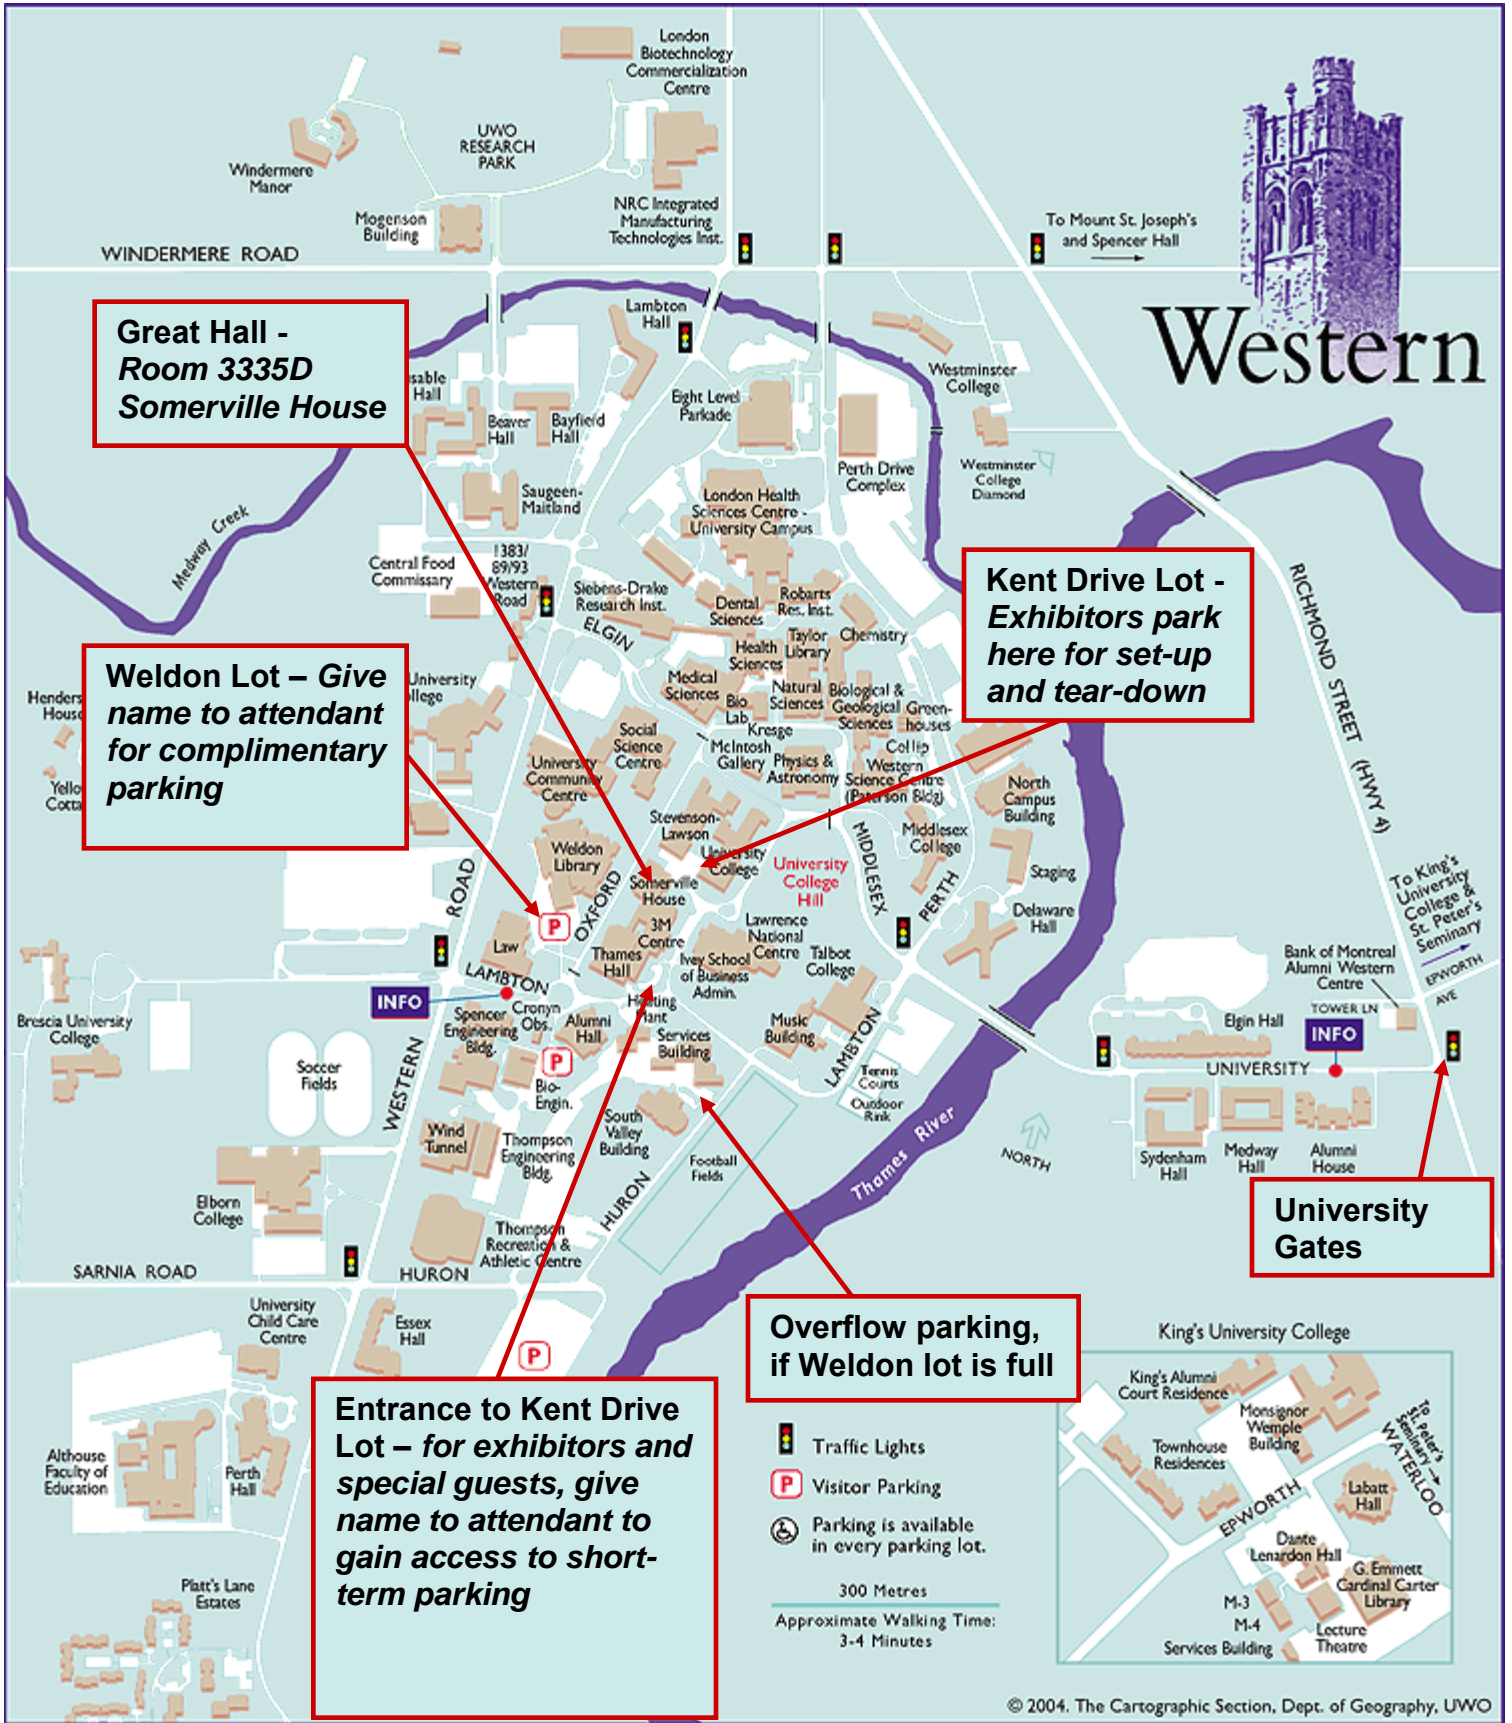 London
Biotechnology
Commercialization
Centre
UWO
RESEARCH
PARK
Windermere
Manor
Mogenson
Building
NRC Integrated
Manufacturing
Technologies Inst.
To Mount St. Joseph's
and Spencer Hall
WINDERMERE ROAD
Western
Great Hall -
Room 3335D
Somerville House
Lambton
Hall
Westminster
College
sable
Hall
Beaver
Hall
Bayfield
Hall
Eight Level
Parkade
Perth Drive
Complex
Westminster
College
Diamond
Saugeen-
Maitland
London Health
Sciences Centre -
University Campus
Medway Creek
Central Food
Commissary
1383/
89/93
Western
Road
Siebens-Drake
Research Inst.
ELGIN
Dental
Sciences
Robarts
Res. Inst.
Kent Drive Lot -
Exhibitors park
here for set-up
and tear-down
RICHMOND STREET (HWY 4)
Health
Sciences
Taylor
Library
Chemistry
Weldon Lot – Give
name to attendant
for complimentary
parking
Henders
House
Yello
Cotta
University
llege
Medical
Sciences
Bio.
Lab
Natural
Sciences
Biological &
Geological
Sciences
Green-
houses
Kresge
Social
Science
Centre
McIntosh
Gallery
Physics &
Astronomy
Collip
Western
Science Centre
(Paterson Bldg)
University
Community
Centre
North
Campus
Building
Stevenson-
Lawson
University
College
University
College
Hill
MIDDLESEX
Middlesex
College
Weldon
Library
Somerville
House
Staging
PERTH
To King's
University
College &
St. Peter's
Seminary
ROAD
OXFORD
P
Law
3M
Centre
Thames
Hall
Lawrence
National
Centre
Ivey School
of Business
Admin.
Talbot
College
Delaware
Hall
Bank of Montreal
Alumni Western
Centre
EPWORTH
AVE
TOWER LN
LAMBTON
INFO
Brescia University
College
Spencer
Engineering
Bldg.
Cronyn
Obs.
Alumni
Hall
Heating
Plant
Services
Building
Music
Building
LAMBTON
Elgin Hall
INFO
UNIVERSITY
Soccer
Fields
P
Bio-
Engin.
Tennis
Courts
Outdoor
Rink
WESTERN
Wind
Tunnel
Thompson
Engineering
Bldg.
South
Valley
Building
Football
Fields
Thames River
NORTH
Sydenham
Hall
Medway
Hall
Alumni
House
Elborn
College
HURON
University
Gates
Thompson
Recreation &
Athletic Centre
SARNIA ROAD
HURON
University
Child Care
Centre
Essex
Hall
P
Overflow parking,
if Weldon lot is full
King's University College
Entrance to Kent Drive
Lot – for exhibitors and
special guests, give
name to attendant to
gain access to short-
term parking
Traffic Lights
P Visitor Parking
Parking is available
in every parking lot.
300 Metres
Approximate Walking Time:
3-4 Minutes
Althouse
Faculty of
Education
Perth
Hall
Platt's Lane
Estates
King's Alumni
Court Residence
Monsignor
Wemple
Building
Townhouse
Residences
To
St. Peter's
Seminary
WATERLOO
Labatt
Hall
EPWORTH
Dante
Lenardon Hall
G. Emmett
Cardinal Carter
Library
M-3
M-4
Services Building
Lecture
Theatre
© 2004. The Cartographic Section, Dept. of Geography, UWO